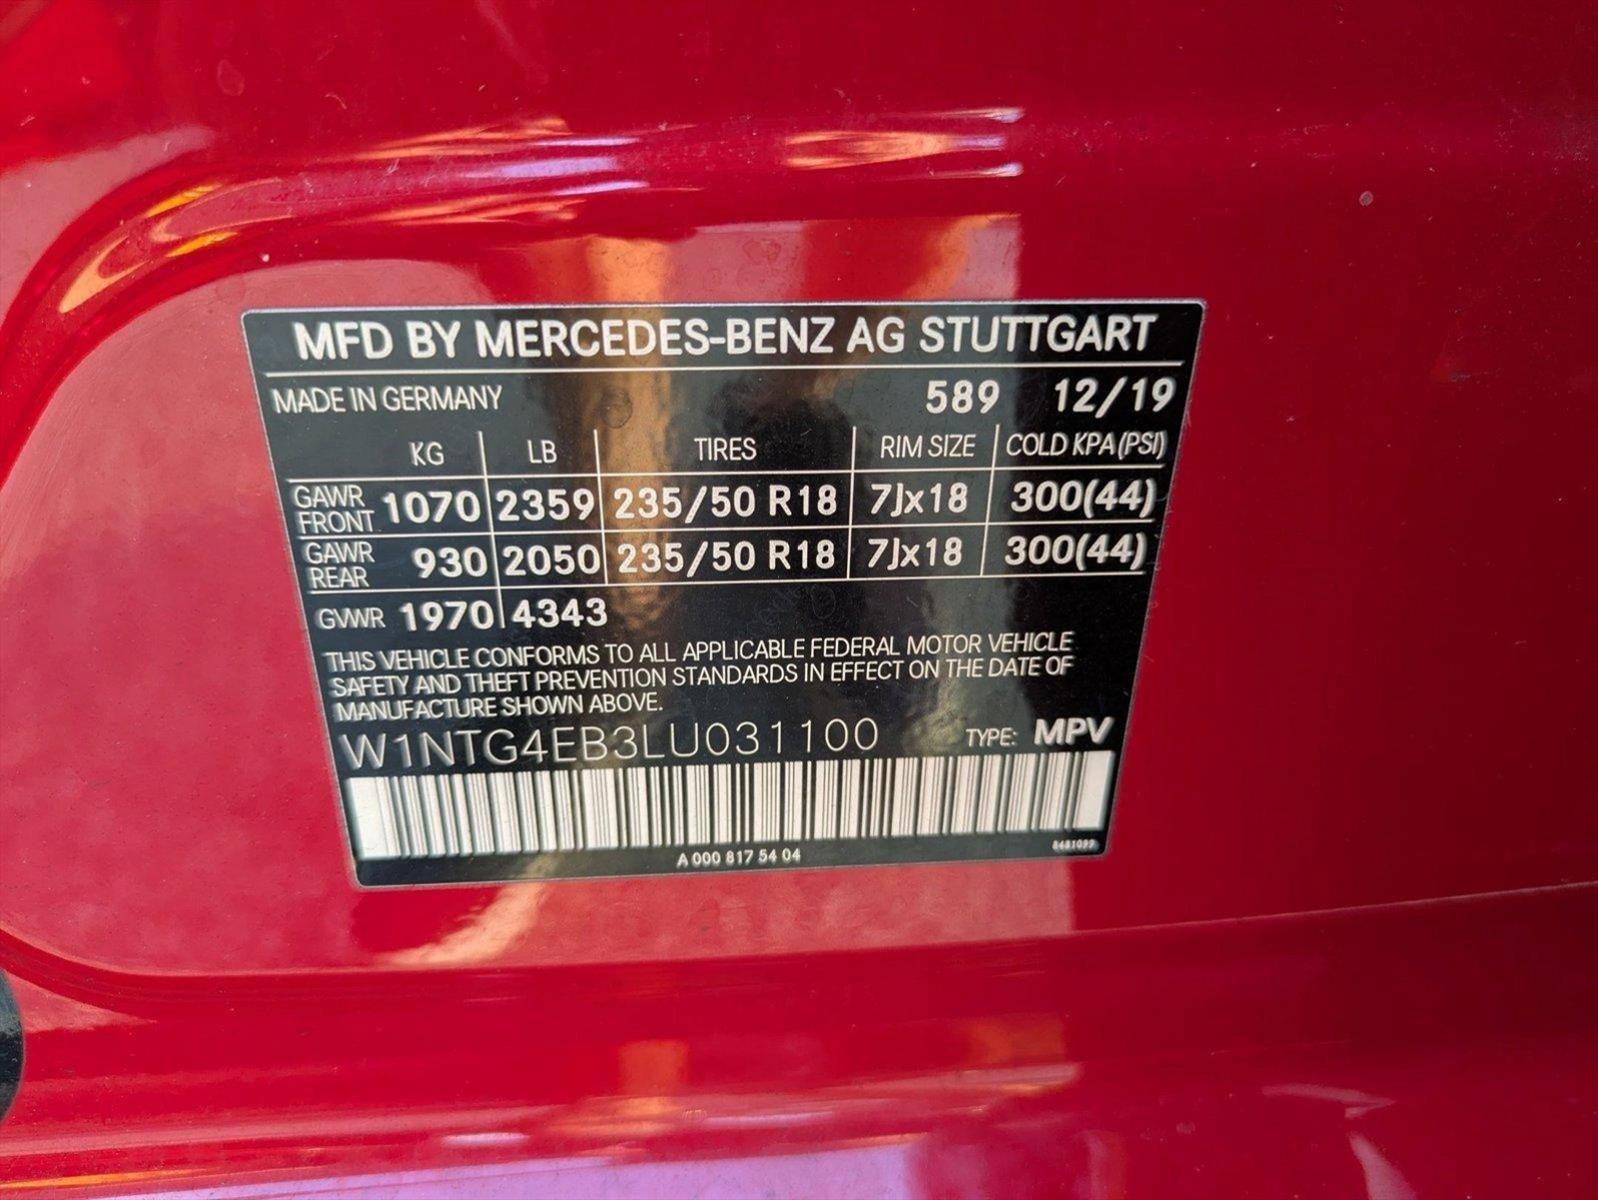 MFD BY MERCEDES-BENZ AG STUTTGART
MADE IN GERMANY 589 12/19
KG LB TIRES RIM SIZE COLD KPA(PSI)
GAWR FRONT 1070 2359 235/50 R18 7Jx18 300(44)
GAWR REAR 930 2050 235/50 R18 7Jx18 300(44)
GVWR 1970 4343
THIS VEHICLE CONFORMS TO ALL APPLICABLE FEDERAL MOTOR VEHICLE
SAFETY AND THEFT PREVENTION STANDARDS IN EFFECT ON THE DATE OF
MANUFACTURE SHOWN ABOVE.
W1NTG4EB3LU031100 TYPE: MPV
A 000 817 54 04